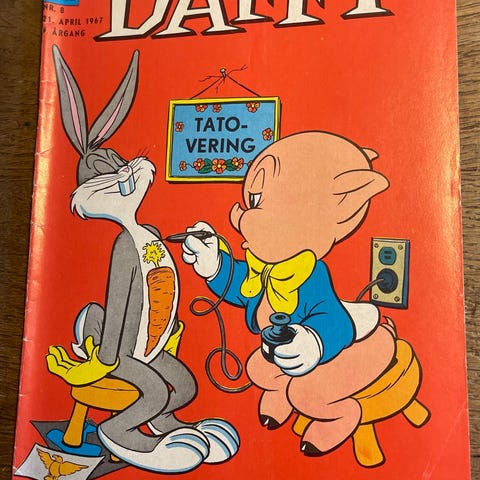 DAFFY
NR. 8
21. APRIL 1967
ÅRGANG
TATO-
VERING